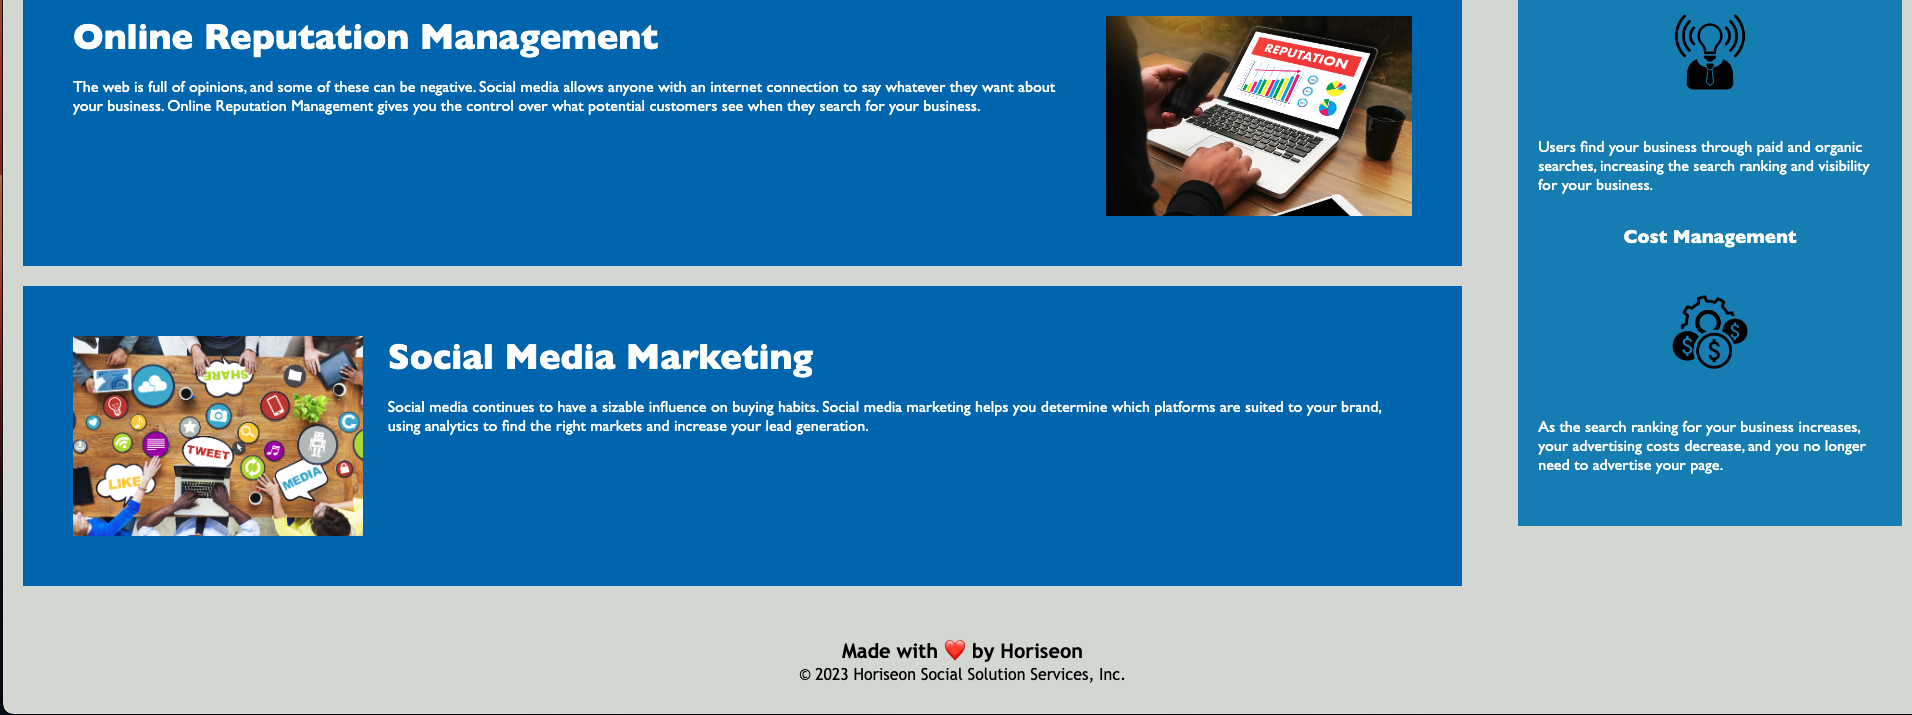 Online Reputation Management
The web is full of opinions, and some of these can be negative. Social media allows anyone with an internet connection to say whatever they want about
your business. Online Reputation Management gives you the control over what potential customers see when they search for your business.
REPUTATION
Social Media Marketing
Social media continues to have a sizable influence on buying habits. Social media marketing helps you determine which platforms are suited to your brand,
using analytics to find the right markets and increase your lead generation.
SHARE
TWEET
LIKE
MEDIA
Users find your business through paid and organic
searches, increasing the search ranking and visibility
for your business.
Cost Management
$ $ $
As the search ranking for your business increases,
your advertising costs decrease, and you no longer
need to advertise your page.
Made with ❤️ by Horiseon
© 2023 Horiseon Social Solution Services, Inc.